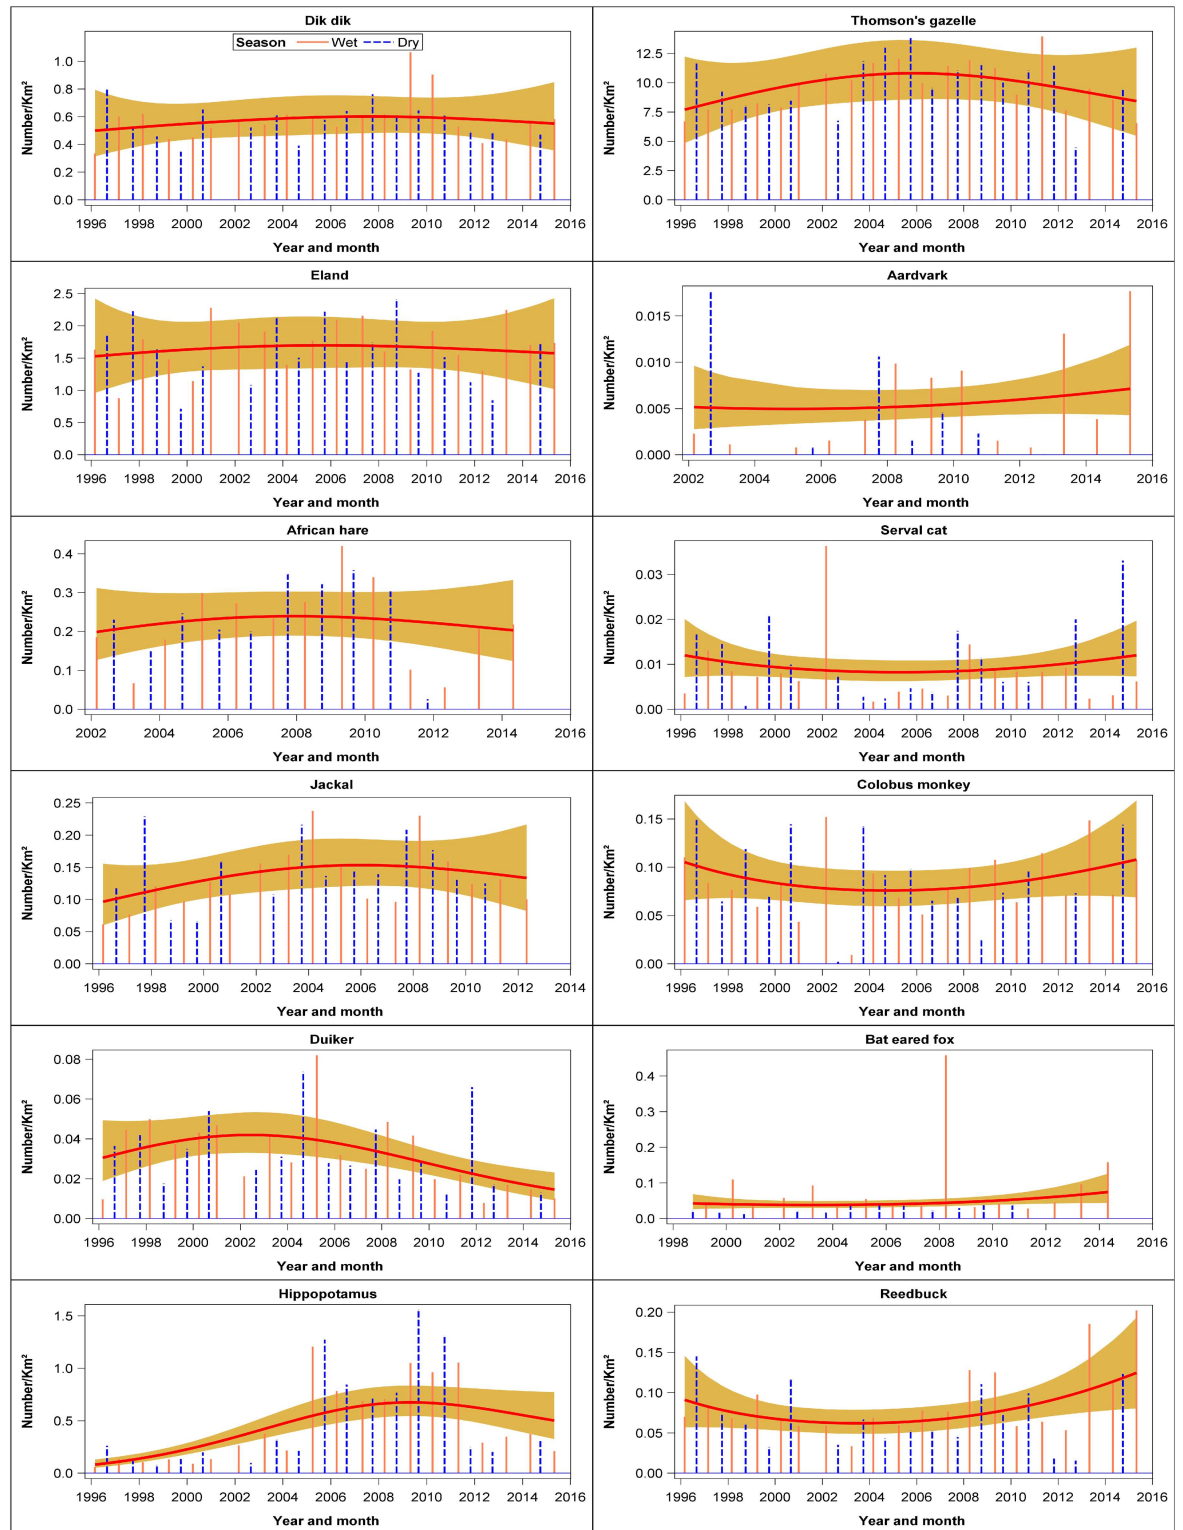 Dik dik
Season Wet Dry
Number/Km²
1.0
0.8
0.6
0.4
0.2
0.0
1996 1998 2000 2002 2004 2006 2008 2010 2012 2014 2016
Year and month
Thomson's gazelle
Number/Km²
12.5
10.0
7.5
5.0
2.5
0.0
1996 1998 2000 2002 2004 2006 2008 2010 2012 2014 2016
Year and month
Eland
Number/Km²
2.5
2.0
1.5
1.0
0.5
0.0
1996 1998 2000 2002 2004 2006 2008 2010 2012 2014 2016
Year and month
Aardvark
Number/Km²
0.015
0.010
0.005
0.000
2002 2004 2006 2008 2010 2012 2014 2016
Year and month
African hare
Number/Km²
0.4
0.3
0.2
0.1
0.0
2002 2004 2006 2008 2010 2012 2014 2016
Year and month
Serval cat
Number/Km²
0.03
0.02
0.01
0.00
1996 1998 2000 2002 2004 2006 2008 2010 2012 2014 2016
Year and month
Jackal
Number/Km²
0.25
0.20
0.15
0.10
0.05
0.00
1996 1998 2000 2002 2004 2006 2008 2010 2012 2014
Year and month
Colobus monkey
Number/Km²
0.15
0.10
0.05
0.00
1996 1998 2000 2002 2004 2006 2008 2010 2012 2014 2016
Year and month
Duiker
Number/Km²
0.08
0.06
0.04
0.02
0.00
1996 1998 2000 2002 2004 2006 2008 2010 2012 2014 2016
Year and month
Bat eared fox
Number/Km²
0.4
0.3
0.2
0.1
0.0
1998 2000 2002 2004 2006 2008 2010 2012 2014 2016
Year and month
Hippopotamus
Number/Km²
1.5
1.0
0.5
0.0
1996 1998 2000 2002 2004 2006 2008 2010 2012 2014 2016
Year and month
Reedbuck
Number/Km²
0.20
0.15
0.10
0.05
0.00
1996 1998 2000 2002 2004 2006 2008 2010 2012 2014 2016
Year and month